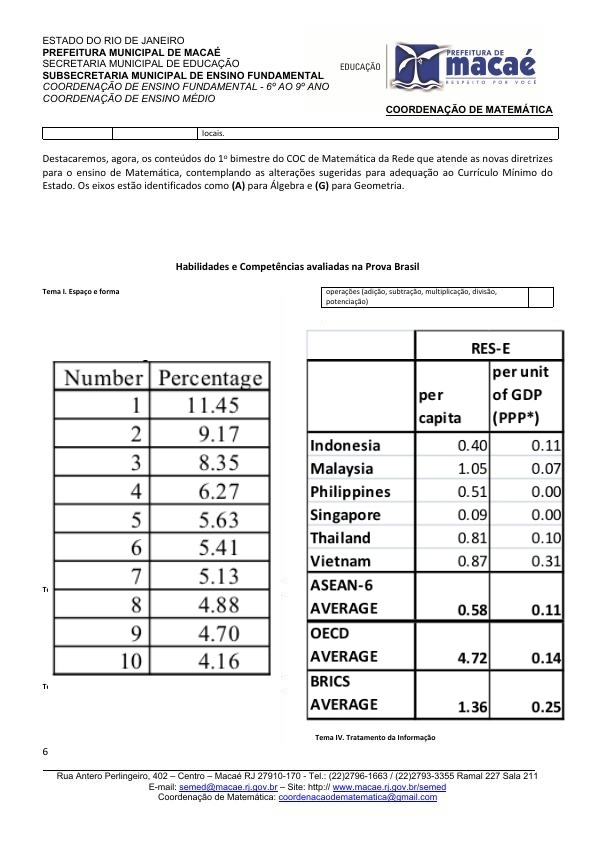 ESTADO DO RIO DE JANEIRO
PREFEITURA MUNICIPAL DE MACAÉ
SECRETARIA MUNICIPAL DE EDUCAÇÃO
SUBSECRETARIA MUNICIPAL DE ENSINO FUNDAMENTAL
COORDENAÇÃO DE ENSINO FUNDAMENTAL - 6º AO 9º ANO
COORDENAÇÃO DE ENSINO MÉDIO
EDUCAÇÃO
PREFEITURA DE
macaé
RESPEITO POR VOCÊ
COORDENAÇÃO DE MATEMÁTICA
locais.
Destacaremos, agora, os conteúdos do 1º bimestre do COC de Matemática da Rede que atende as novas diretrizes
para o ensino de Matemática, contemplando as alterações sugeridas para adequação ao Currículo Mínimo do
Estado. Os eixos estão identificados como (A) para Álgebra e (G) para Geometria.
Habilidades e Competências avaliadas na Prova Brasil
Tema I. Espaço e forma
operações (adição, subtração, multiplicação, divisão,
potenciação)
Number Percentage
1 11.45
2 9.17
3 8.35
4 6.27
5 5.63
6 5.41
7 5.13
8 4.88
9 4.70
10 4.16
RES-E
per capita per unit of GDP (PPP*)
Indonesia 0.40 0.11
Malaysia 1.05 0.07
Philippines 0.51 0.00
Singapore 0.09 0.00
Thailand 0.81 0.10
Vietnam 0.87 0.31
ASEAN-6
AVERAGE 0.58 0.11
OECD
AVERAGE 4.72 0.14
BRICS
AVERAGE 1.36 0.25
Tema IV. Tratamento da Informação
6
Rua Antero Perlingeiro, 402 – Centro – Macaé RJ 27910-170 - Tel.: (22)2796-1663 / (22)2793-3355 Ramal 227 Sala 211
E-mail: semed@macae.rj.gov.br – Site: http:// www.macae.rj.gov.br/semed
Coordenação de Matemática: coordenacaodematematica@gmail.com